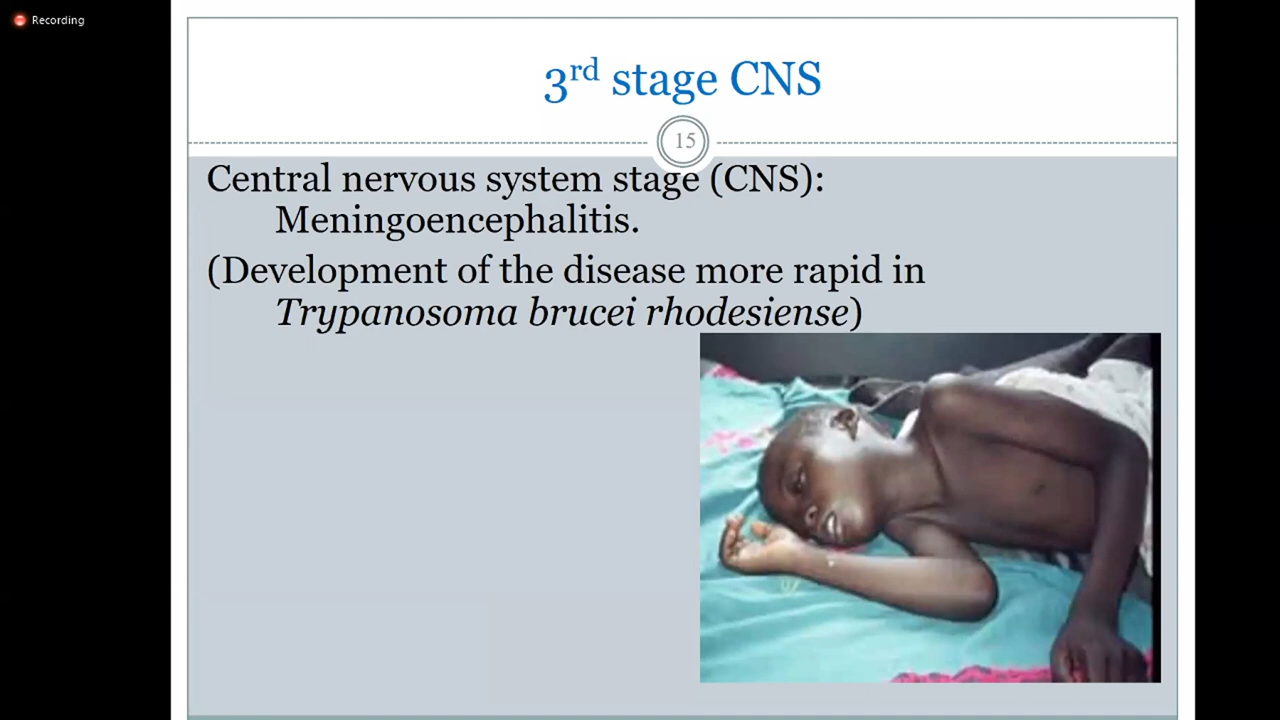 Recording
3rd stage CNS
15
Central nervous system stage (CNS):
Meningoencephalitis.
(Development of the disease more rapid in
Trypanosoma brucei rhodesiense)